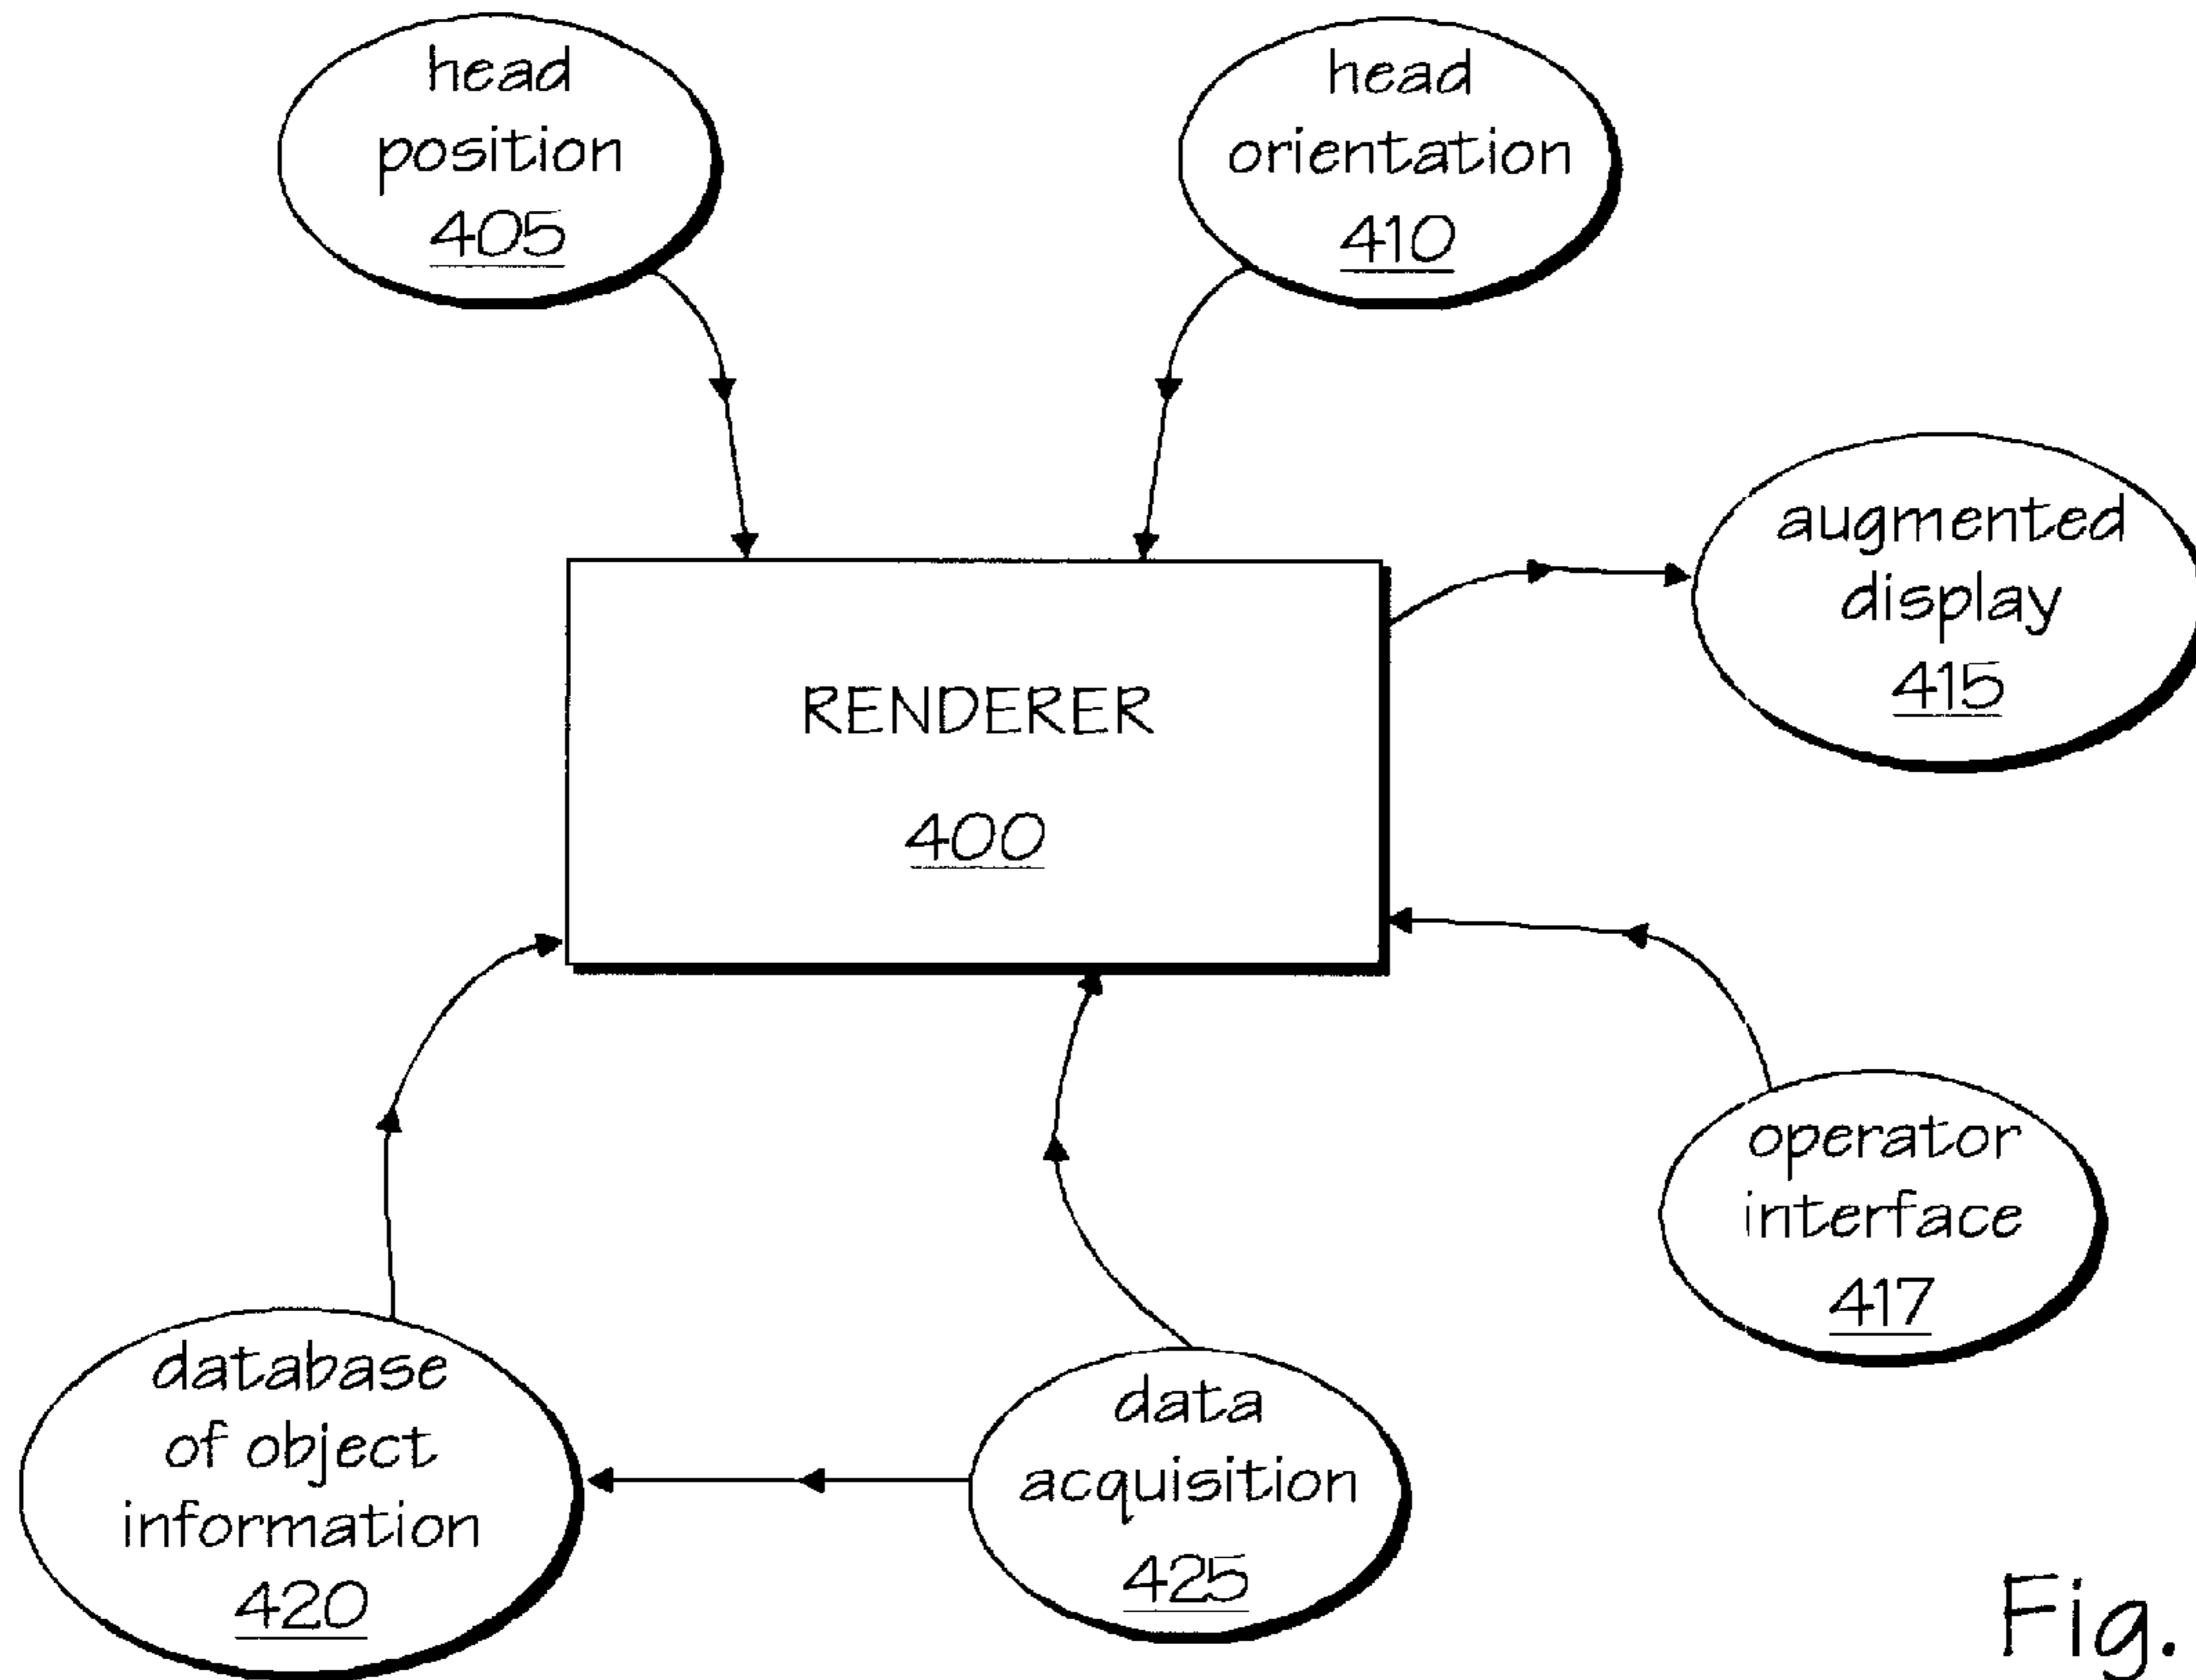 head
position
405
head
orientation
410
augmented
display
415
RENDERER
400
operator
interface
417
database
of object
information
420
data
acquisition
425
Fig.